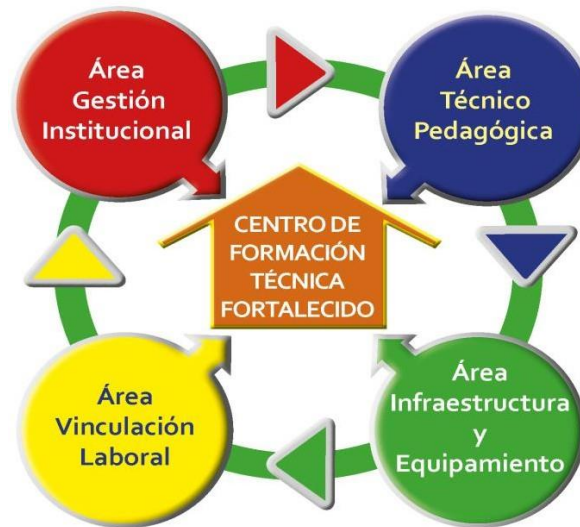 Área
Gestión
Institucional
Área
Técnico
Pedagógica
CENTRO DE
FORMACIÓN
TÉCNICA
FORTALECIDO
Área
Vinculación
Laboral
Área
Infraestructura
y
Equipamiento